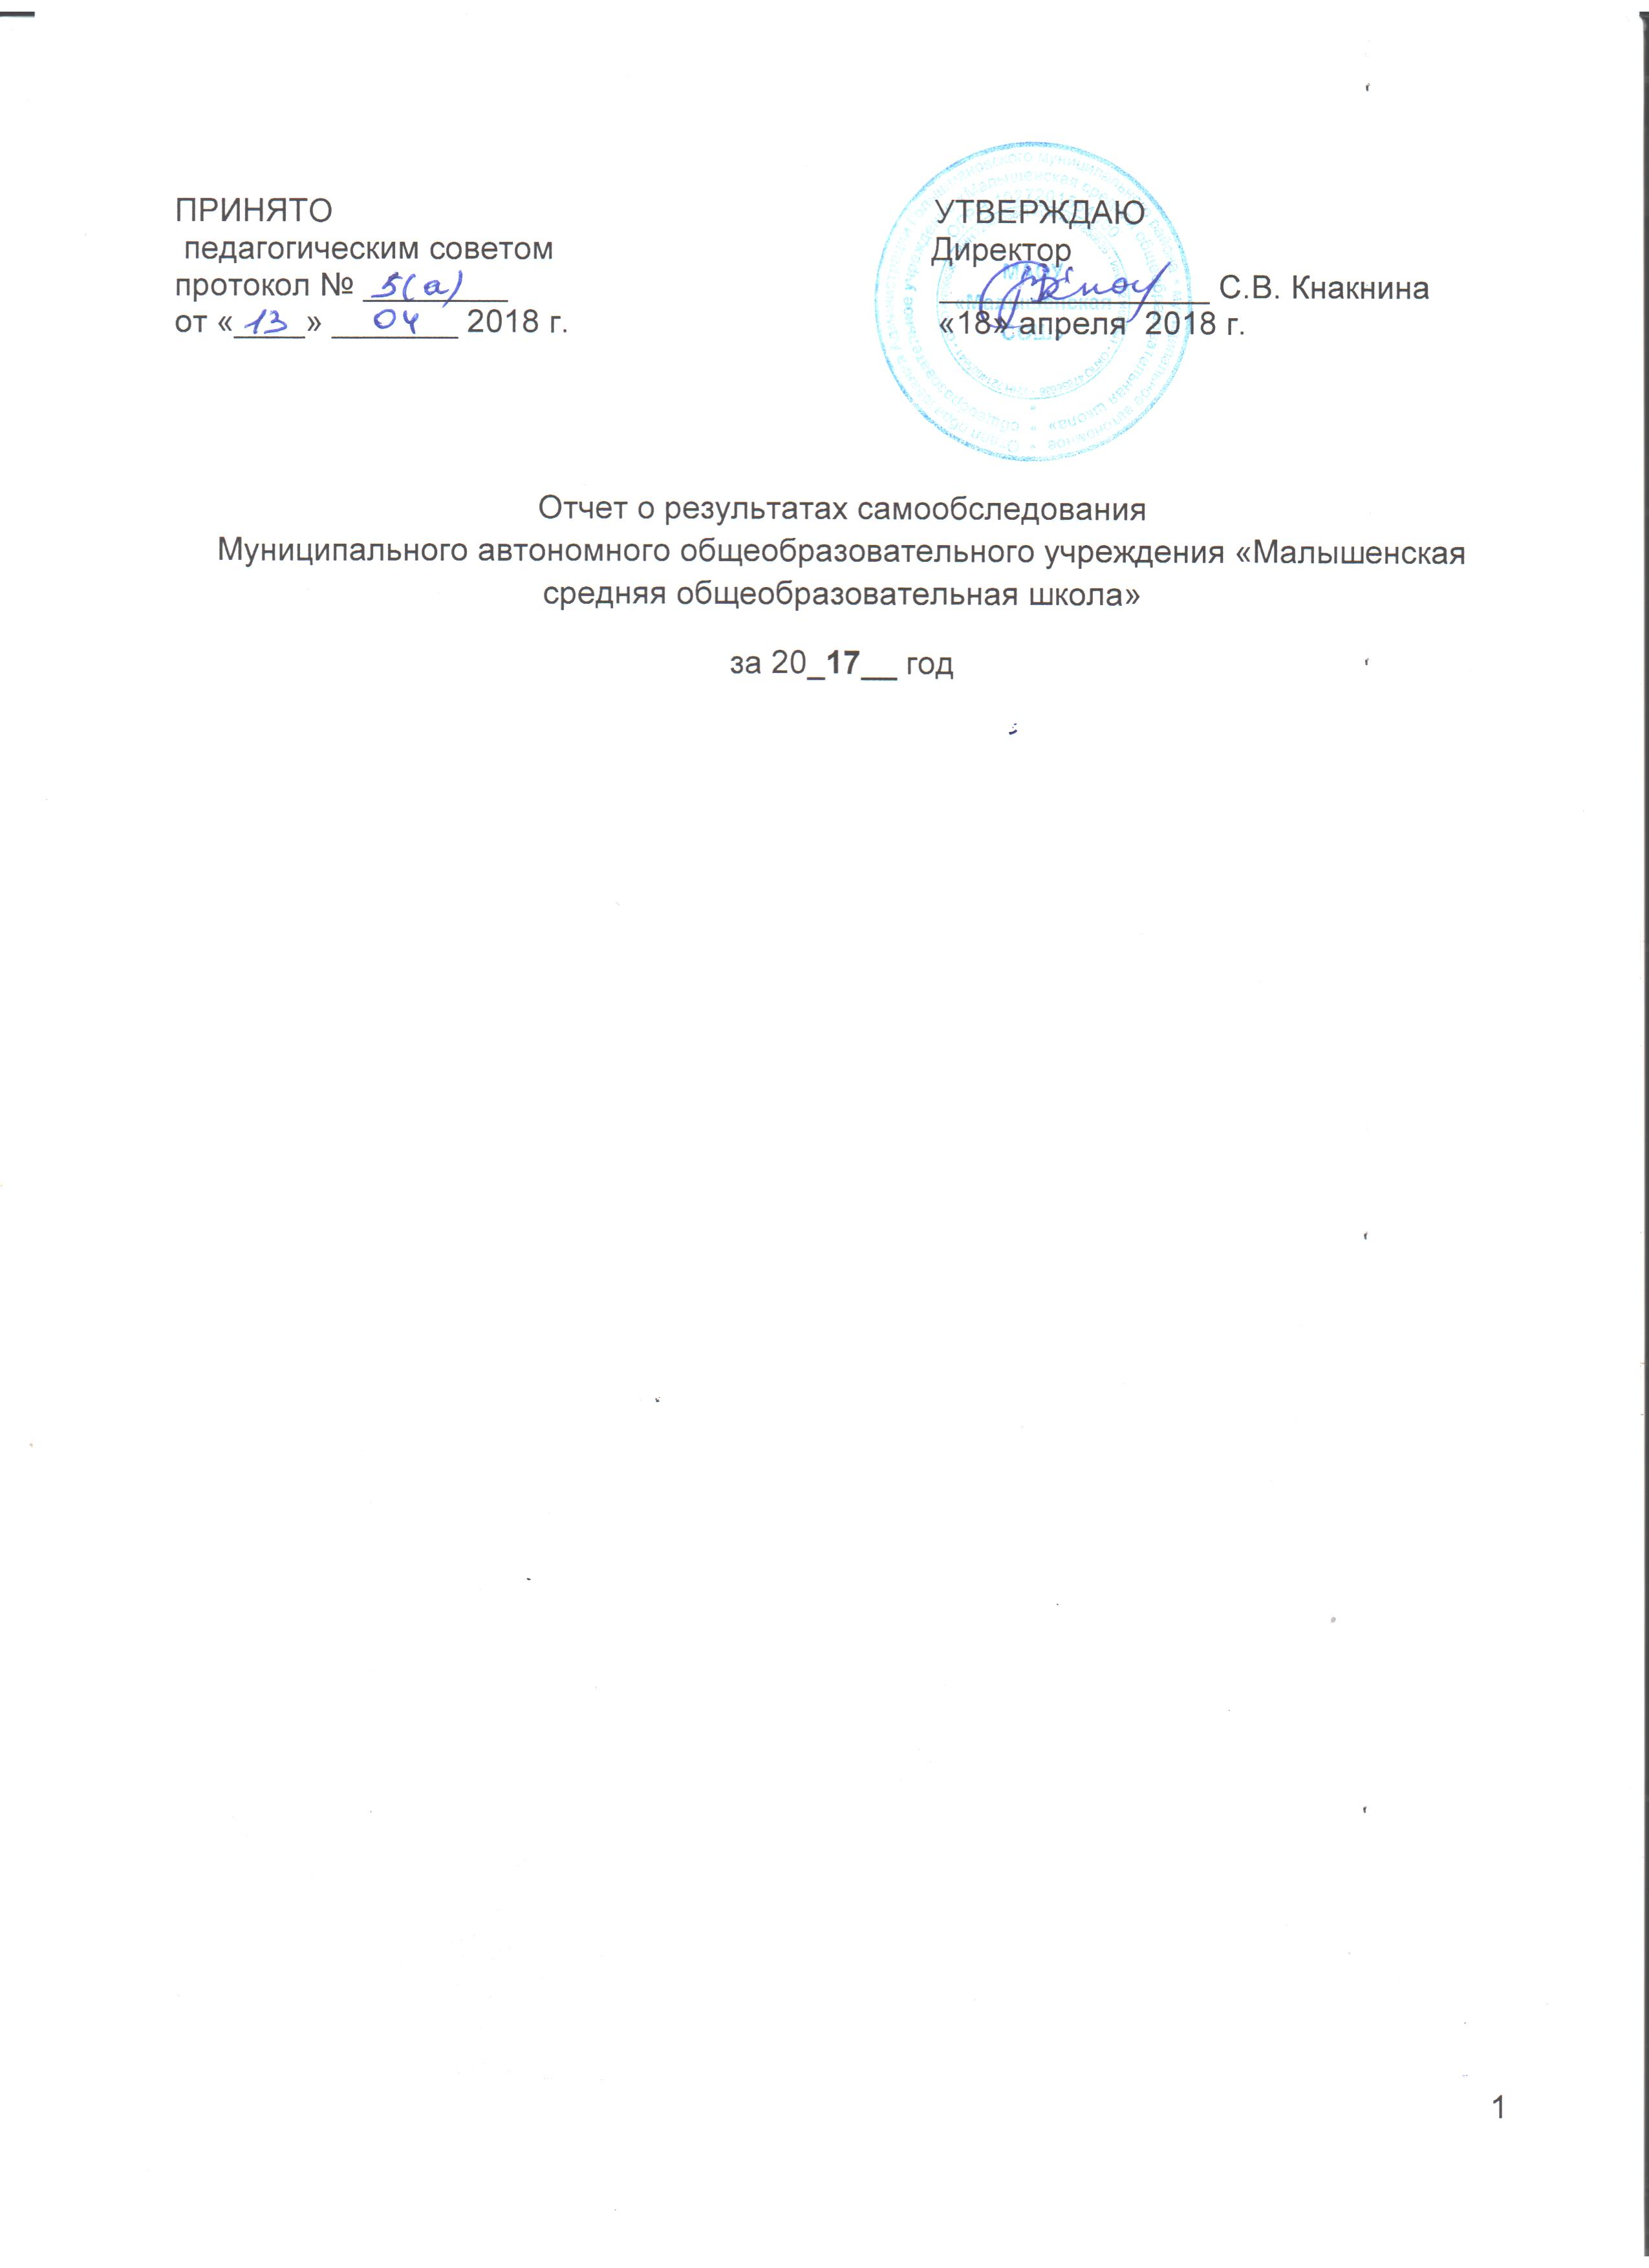 ПРИНЯТО
педагогическим советом
протокол № 5(а)
от «13» 04 2018 г.
УТВЕРЖДАЮ
Директор
С.В. Кнакнина
«18» апреля 2018 г.
Отчет о результатах самообследования
Муниципального автономного общеобразовательного учреждения «Малышенская
средняя общеобразовательная школа»
за 20_17__ год
1